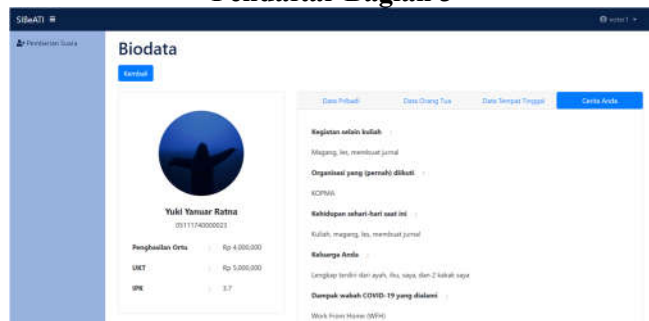 Pendaftar Bagian 3
SIBeATI
voter1
Pemberian Suara
Biodata
Kembali
Data Pribadi
Data Orang Tua
Data Tempat Tinggal
Cerita Anda
Yuki Yanuar Ratna
05111740000023
Penghasilan Ortu : Rp 4,000,000
UKT : Rp 5,000,000
IPK : 3.7
Kegiatan selain kuliah :
Magang, les, membuat jurnal
Organisasi yang (pernah) diikuti :
KOPMA
Kehidupan sehari-hari saat ini :
Kuliah, magang, les, membuat jurnal
Keluarga Anda :
Lengkap terdiri dari ayah, ibu, saya, dan 2 kakak saya
Dampak wabah COVID-19 yang dialami :
Work From Home (WFH)